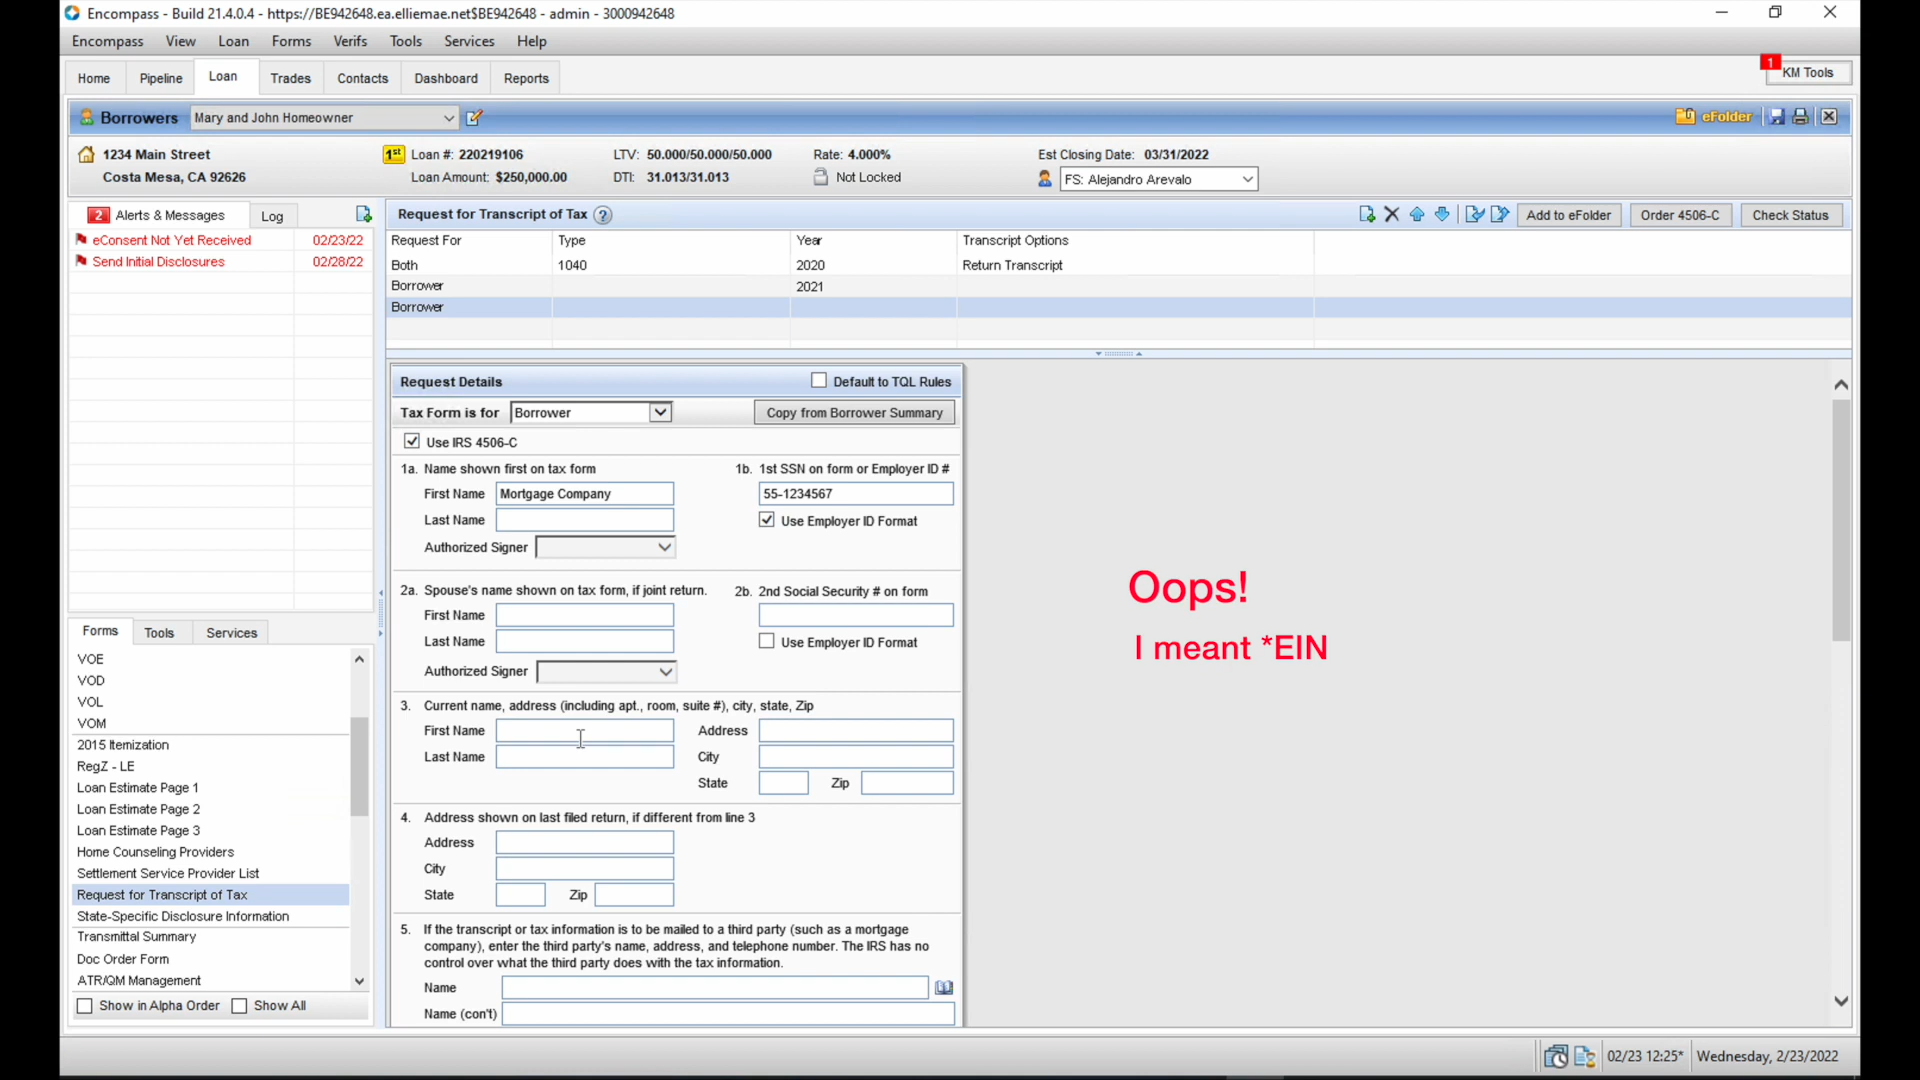 Encompass - Build 21.4.0.4 - https://BE942648.ea.elliemae.net$BE942648 - admin - 3000942648
Encompass View Loan Forms Verifs Tools Services Help
Home Pipeline Loan Trades Contacts Dashboard Reports
1 KM Tools
Borrowers Mary and John Homeowner eFolder
1234 Main Street 1st Loan #: 220219106 LTV: 50.000/50.000/50.000 Rate: 4.000% Est Closing Date: 03/31/2022
Costa Mesa, CA 92626 Loan Amount: $250,000.00 DTI: 31.013/31.013 Not Locked FS: Alejandro Arevalo
2 Alerts & Messages Log
eConsent Not Yet Received 02/23/22
Send Initial Disclosures 02/28/22
Request for Transcript of Tax ? Add to eFolder Order 4506-C Check Status
Request For Type Year Transcript Options
Both 1040 2020 Return Transcript
Borrower 2021
Borrower
Request Details Default to TQL Rules
Tax Form is for Borrower Copy from Borrower Summary
Use IRS 4506-C
1a. Name shown first on tax form 1b. 1st SSN on form or Employer ID #
First Name Mortgage Company 55-1234567
Last Name Use Employer ID Format
Authorized Signer
2a. Spouse's name shown on tax form, if joint return. 2b. 2nd Social Security # on form
First Name
Last Name Use Employer ID Format
Authorized Signer
3. Current name, address (including apt., room, suite #), city, state, Zip
First Name Address
Last Name City
State Zip
4. Address shown on last filed return, if different from line 3
Address
City
State Zip
5. If the transcript or tax information is to be mailed to a third party (such as a mortgage
company), enter the third party's name, address, and telephone number. The IRS has no
control over what the third party does with the tax information.
Name
Name (con't)
Oops!
I meant *EIN
Forms Tools Services
VOE
VOD
VOL
VOM
2015 Itemization
RegZ - LE
Loan Estimate Page 1
Loan Estimate Page 2
Loan Estimate Page 3
Home Counseling Providers
Settlement Service Provider List
Request for Transcript of Tax
State-Specific Disclosure Information
Transmittal Summary
Doc Order Form
ATR/QM Management
Show in Alpha Order Show All
02/23 12:25* Wednesday, 2/23/2022